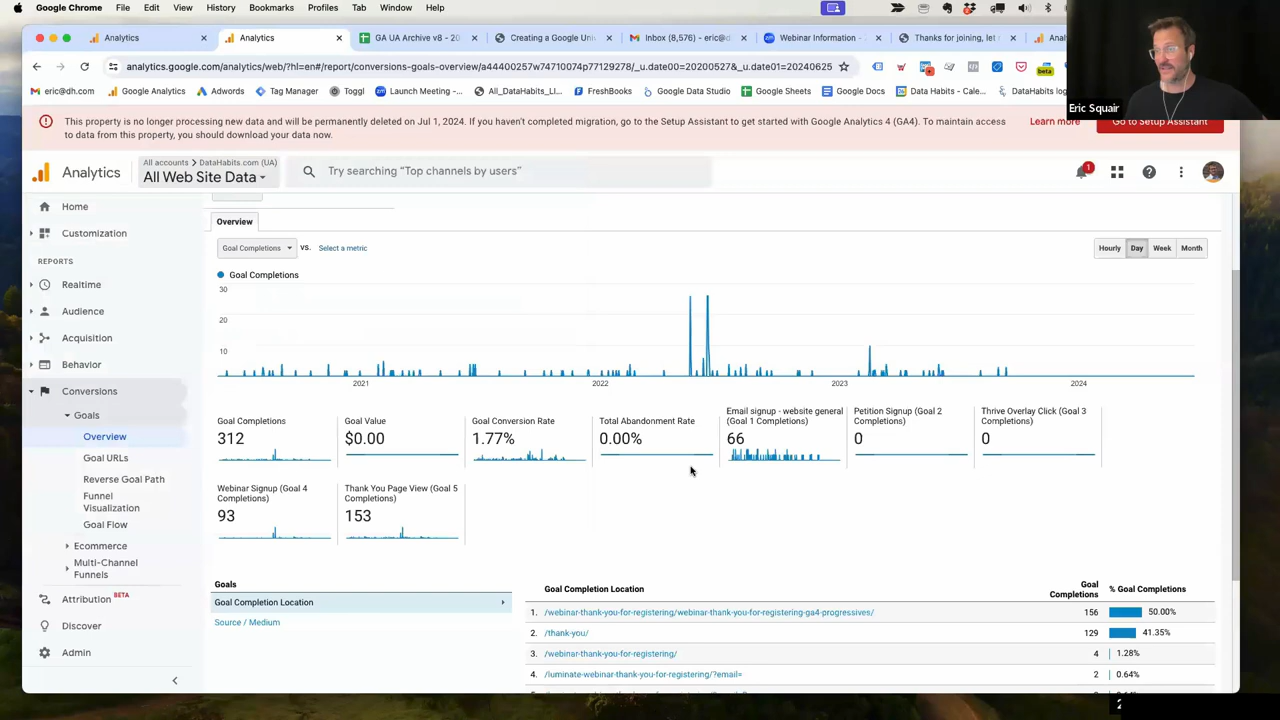 Google Chrome File Edit View History Bookmarks Profiles Tab Window Help
Analytics Analytics GA UA Archive v8 - 20 Creating a Google Uni Inbox (8,576) - eric@d Webinar Information - Thanks for joining, let Ana
analytics.google.com/analytics/web/?hl=en#/report/conversions-goals-overview/a44400257w74710074p77129278/_u.date00=20200527&_u.date01=20240625
beta
eric@dh.com Google Analytics Adwords Tag Manager Toggl Launch Meeting -... All_DataHabits_LI... FreshBooks Google Data Studio Google Sheets Google Docs Data Habits - Cale... DataHabits log
Eric Squair
This property is no longer processing new data and will be permanently deleted on Jul 1, 2024. If you haven't completed migration, go to the Setup Assistant to get started with Google Analytics 4 (GA4). To maintain access
to data from this property, you should download your data now.
Learn more
Go to Setup Assistant
Analytics
All accounts > DataHabits.com (UA)
All Web Site Data
Try searching "Top channels by users"
1
Home
Customization
REPORTS
Realtime
Audience
Acquisition
Behavior
Conversions
Goals
Overview
Goal URLs
Reverse Goal Path
Funnel
Visualization
Goal Flow
Ecommerce
Multi-Channel
Funnels
Attribution BETA
Discover
Admin
Overview
Goal Completions vs. Select a metric
Hourly Day Week Month
Goal Completions
30
20
10
2021 2022 2023 2024
Goal Completions
312
Goal Value
$0.00
Goal Conversion Rate
1.77%
Total Abandonment Rate
0.00%
Email signup - website general
(Goal 1 Completions)
66
Petition Signup (Goal 2
Completions)
0
Thrive Overlay Click (Goal 3
Completions)
0
Webinar Signup (Goal 4
Completions)
93
Thank You Page View (Goal 5
Completions)
153
Goals
Goal Completion Location
Source / Medium
Goal Completion Location Goal
Completions % Goal Completions
1. /webinar-thank-you-for-registering/webinar-thank-you-for-registering-ga4-progressives/ 156 50.00%
2. /thank-you/ 129 41.35%
3. /webinar-thank-you-for-registering/ 4 1.28%
4. /luminate-webinar-thank-you-for-registering/?email= 2 0.64%